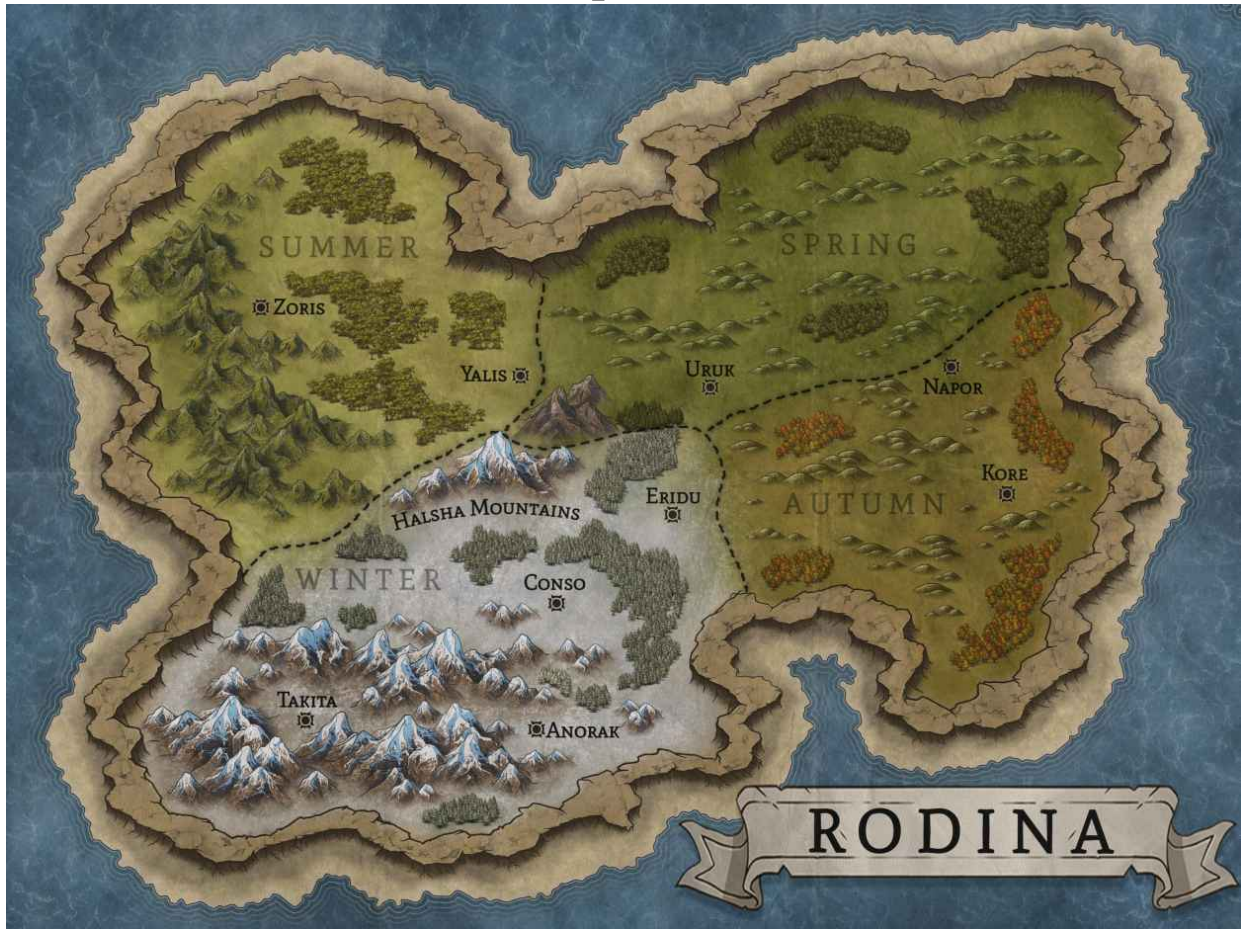 SUMMER
SPRING
ZORIS
YALIS
URUK
NAPOR
KORE
AUTUMN
ERIDU
HALSHA MOUNTAINS
WINTER
CONSO
TAKITA
ANORAK
RODINA